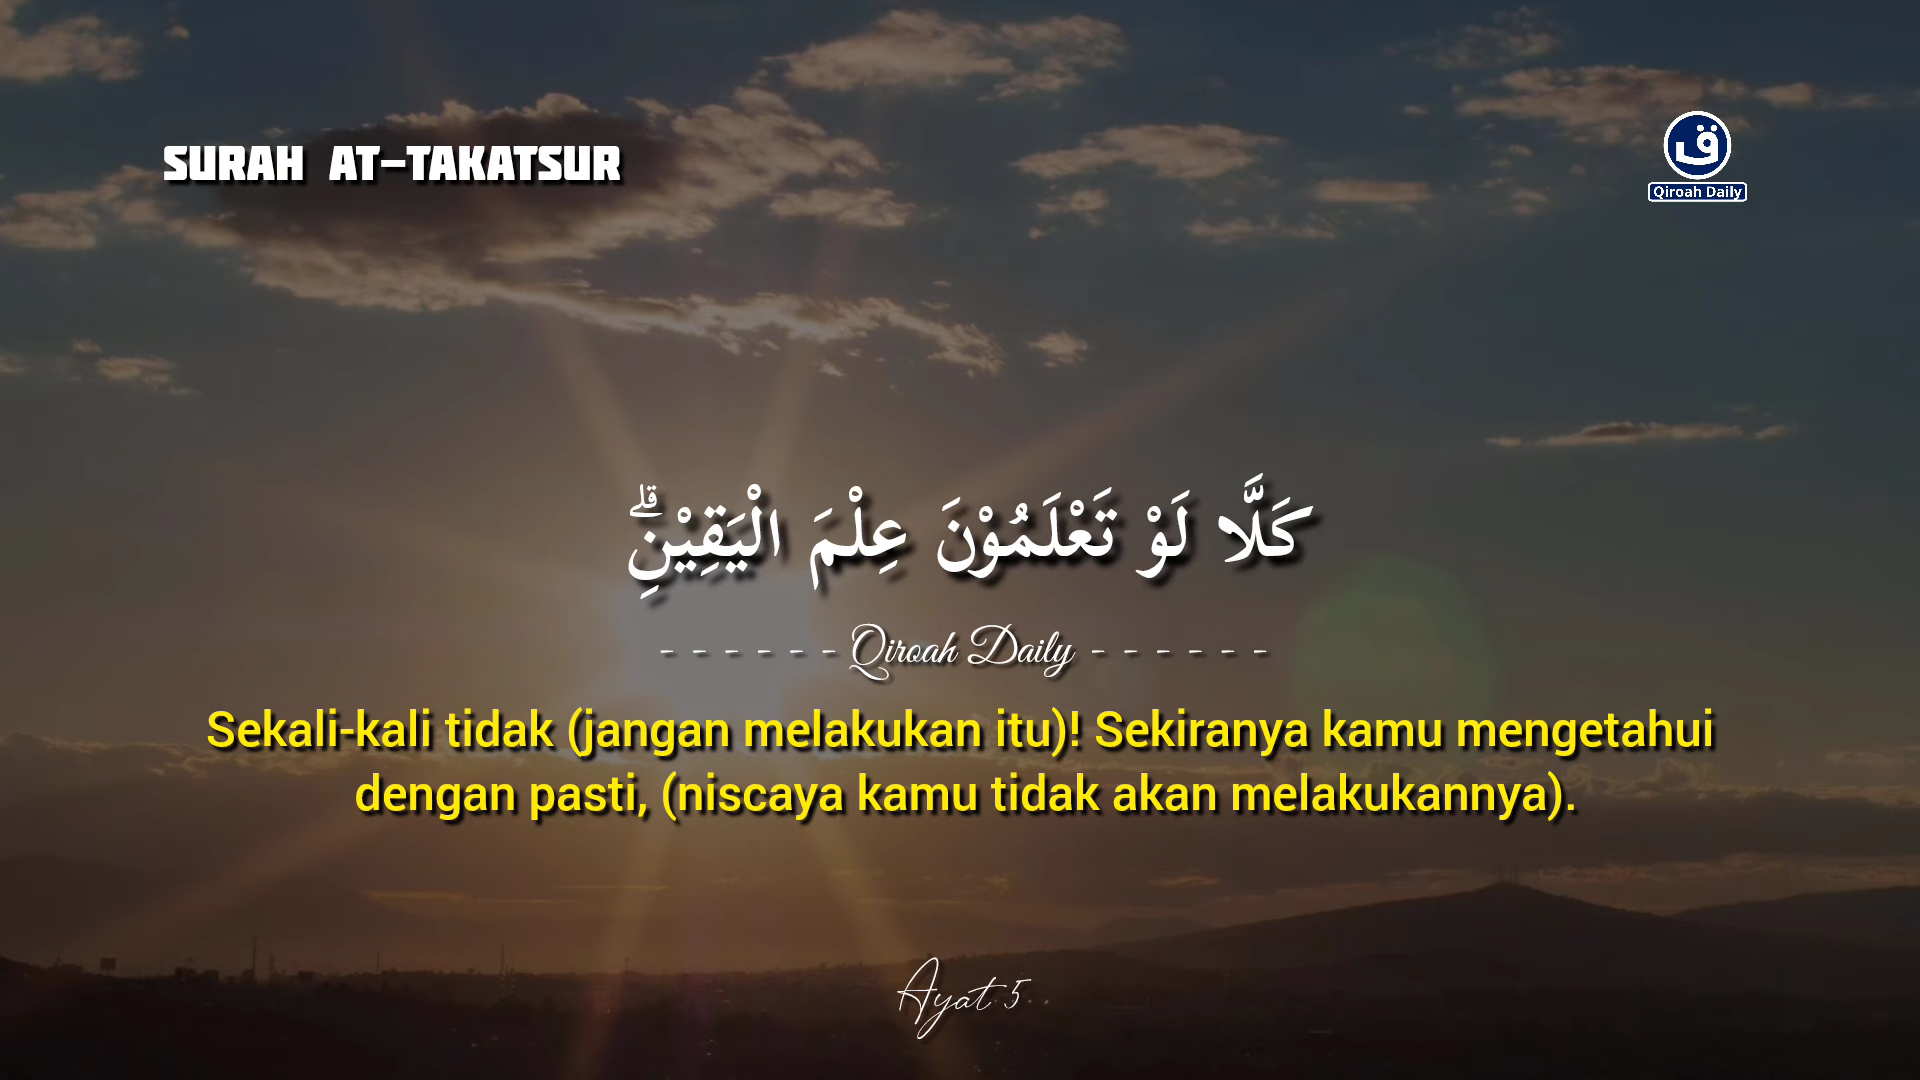 SURAH AT-TAKATSUR
ق
Qiroah Daily
كَلَّا لَوْ تَعْلَمُوْنَ عِلْمَ الْيَقِيْنِۗ
- - - - - - Qiroah Daily - - - - - -
Sekali-kali tidak (jangan melakukan itu)! Sekiranya kamu mengetahui
dengan pasti, (niscaya kamu tidak akan melakukannya).
Ayat 5..